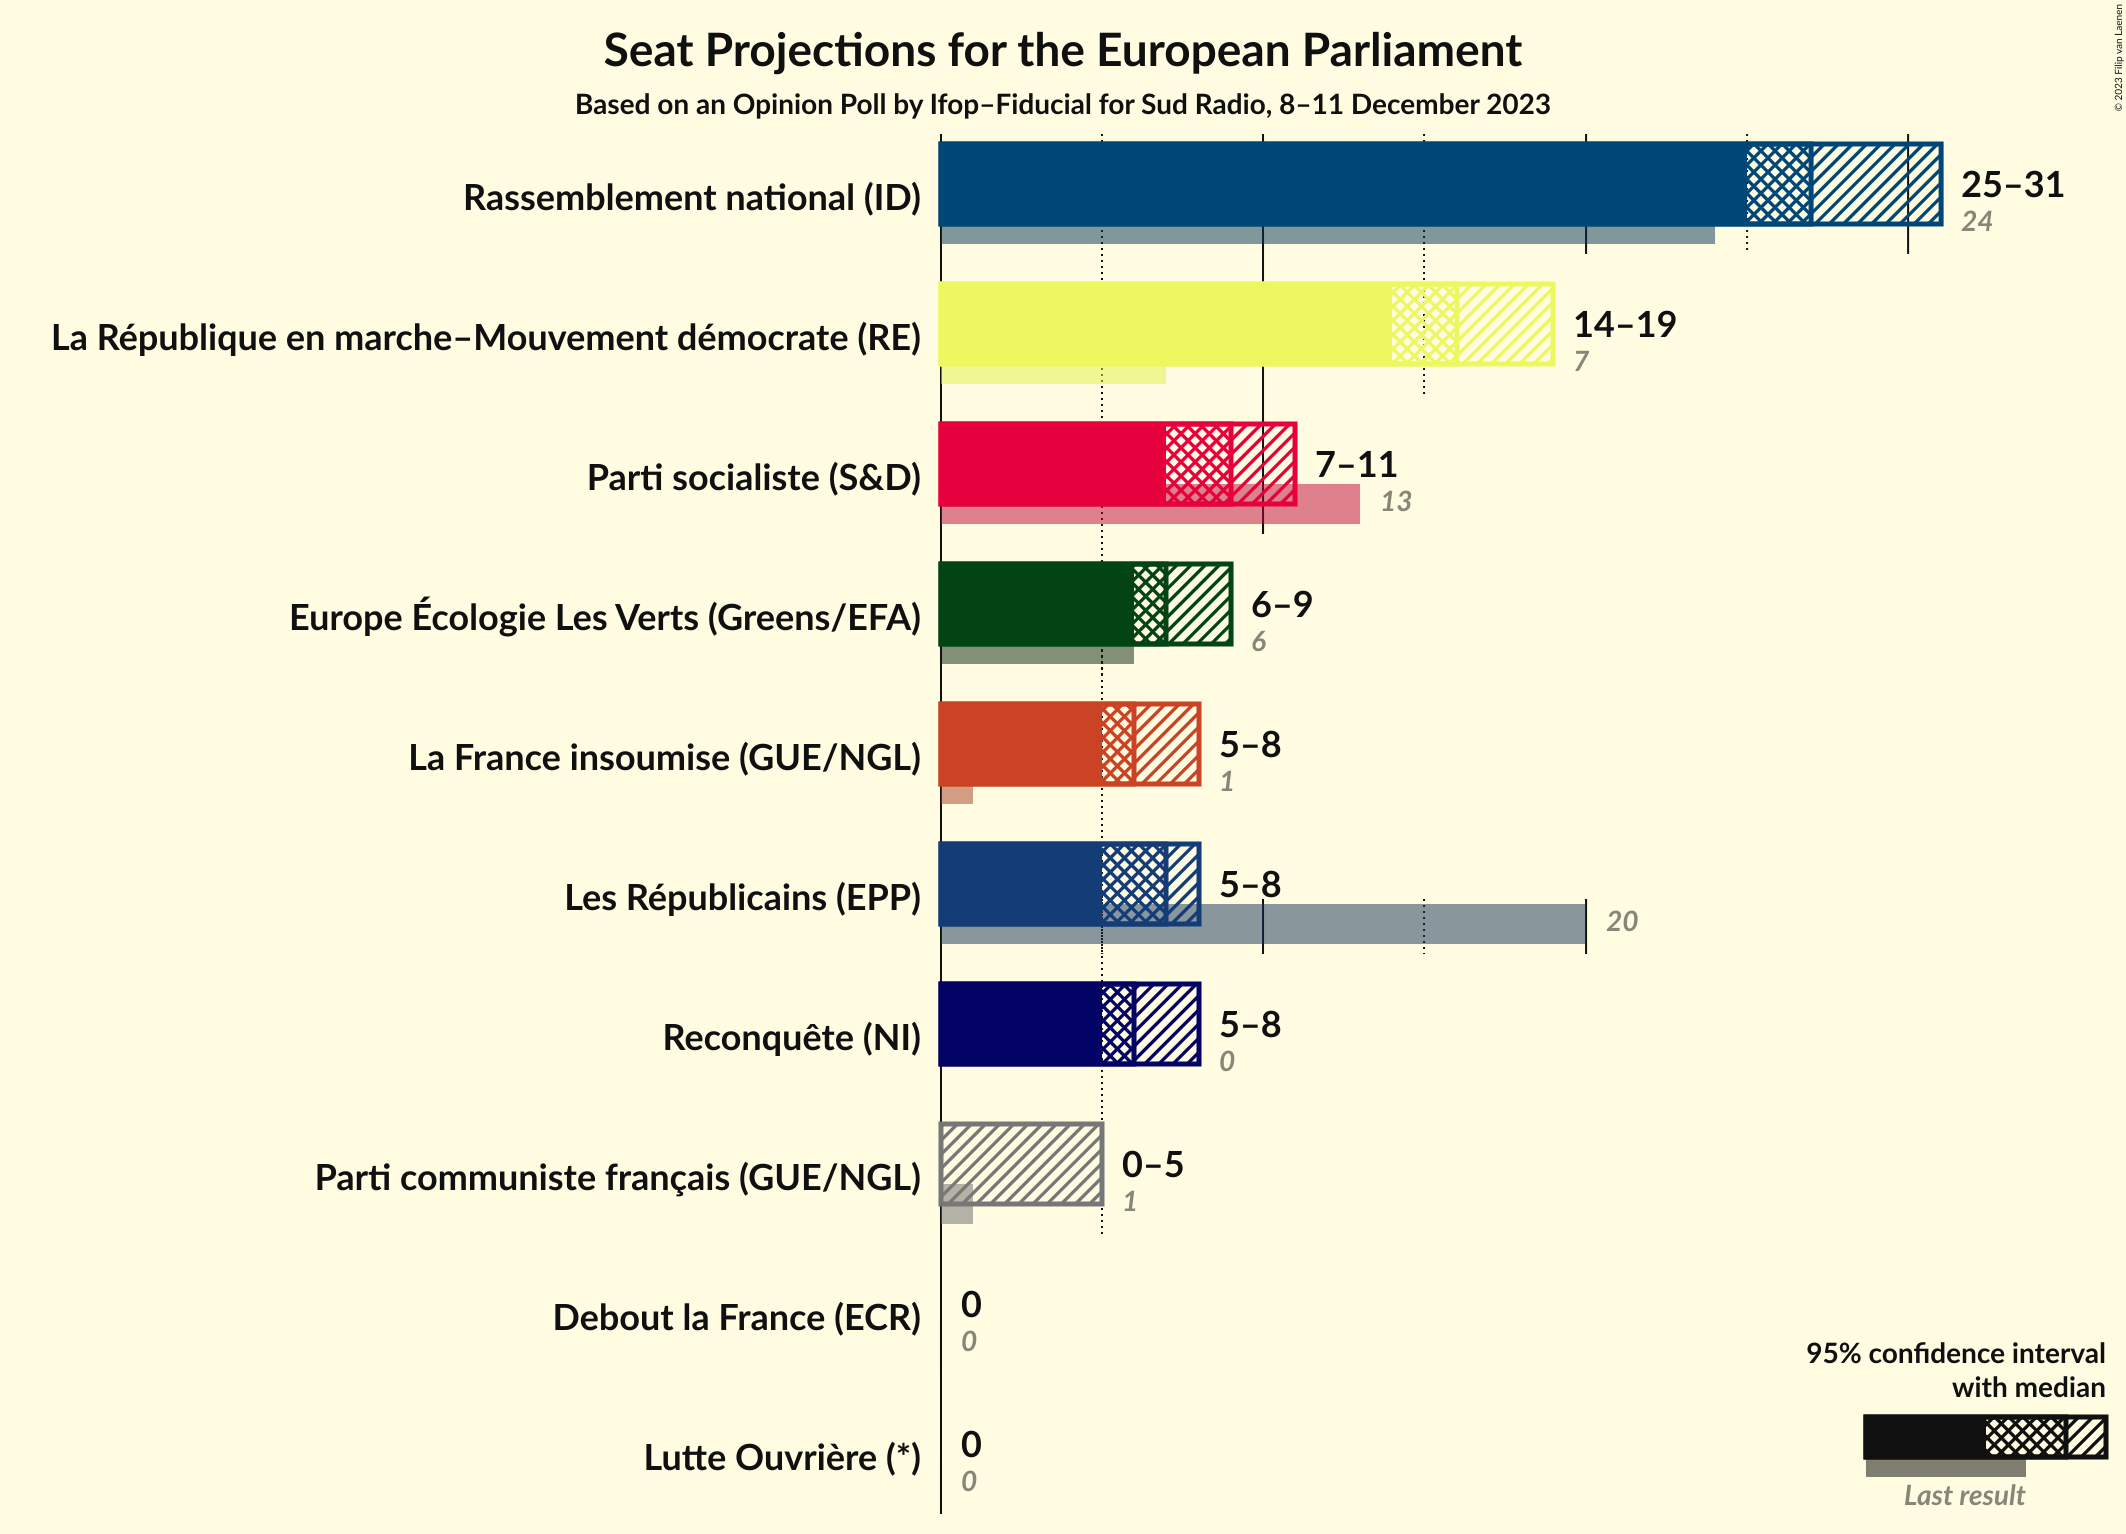 Seat Projections for the European Parliament
Based on an Opinion Poll by Ifop–Fiducial for Sud Radio, 8–11 December 2023
© 2023 Filip van Laenen
Rassemblement national (ID)
25–31
24
La République en marche–Mouvement démocrate (RE)
14–19
7
Parti socialiste (S&D)
7–11
13
Europe Écologie Les Verts (Greens/EFA)
6–9
6
La France insoumise (GUE/NGL)
5–8
1
Les Républicains (EPP)
5–8
20
Reconquête (NI)
5–8
0
Parti communiste français (GUE/NGL)
0–5
1
Debout la France (ECR)
0
0
Lutte Ouvrière (*)
0
0
95% confidence interval
with median
Last result